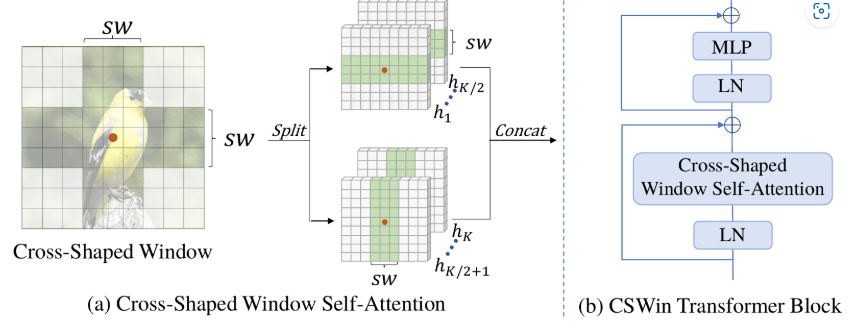 sw
sw
Cross-Shaped Window
Split
sw
h_{K/2}
h_1
Concat
h_K
h_{K/2+1}
sw
(a) Cross-Shaped Window Self-Attention
MLP
LN
Cross-Shaped
Window Self-Attention
LN
(b) CSWin Transformer Block